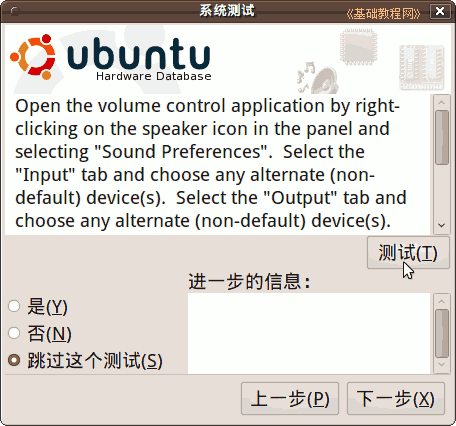 系统测试
《基础教程网》
ubuntu
Hardware Database
Open the volume control application by right-
clicking on the speaker icon in the panel and
selecting "Sound Preferences".  Select the
"Input" tab and choose any alternate (non-
default) device(s).  Select the "Output" tab and
choose any alternate (non-default) device(s).
测试(T)
进一步的信息：
是(Y)
否(N)
跳过这个测试(S)
上一步(P)
下一步(X)